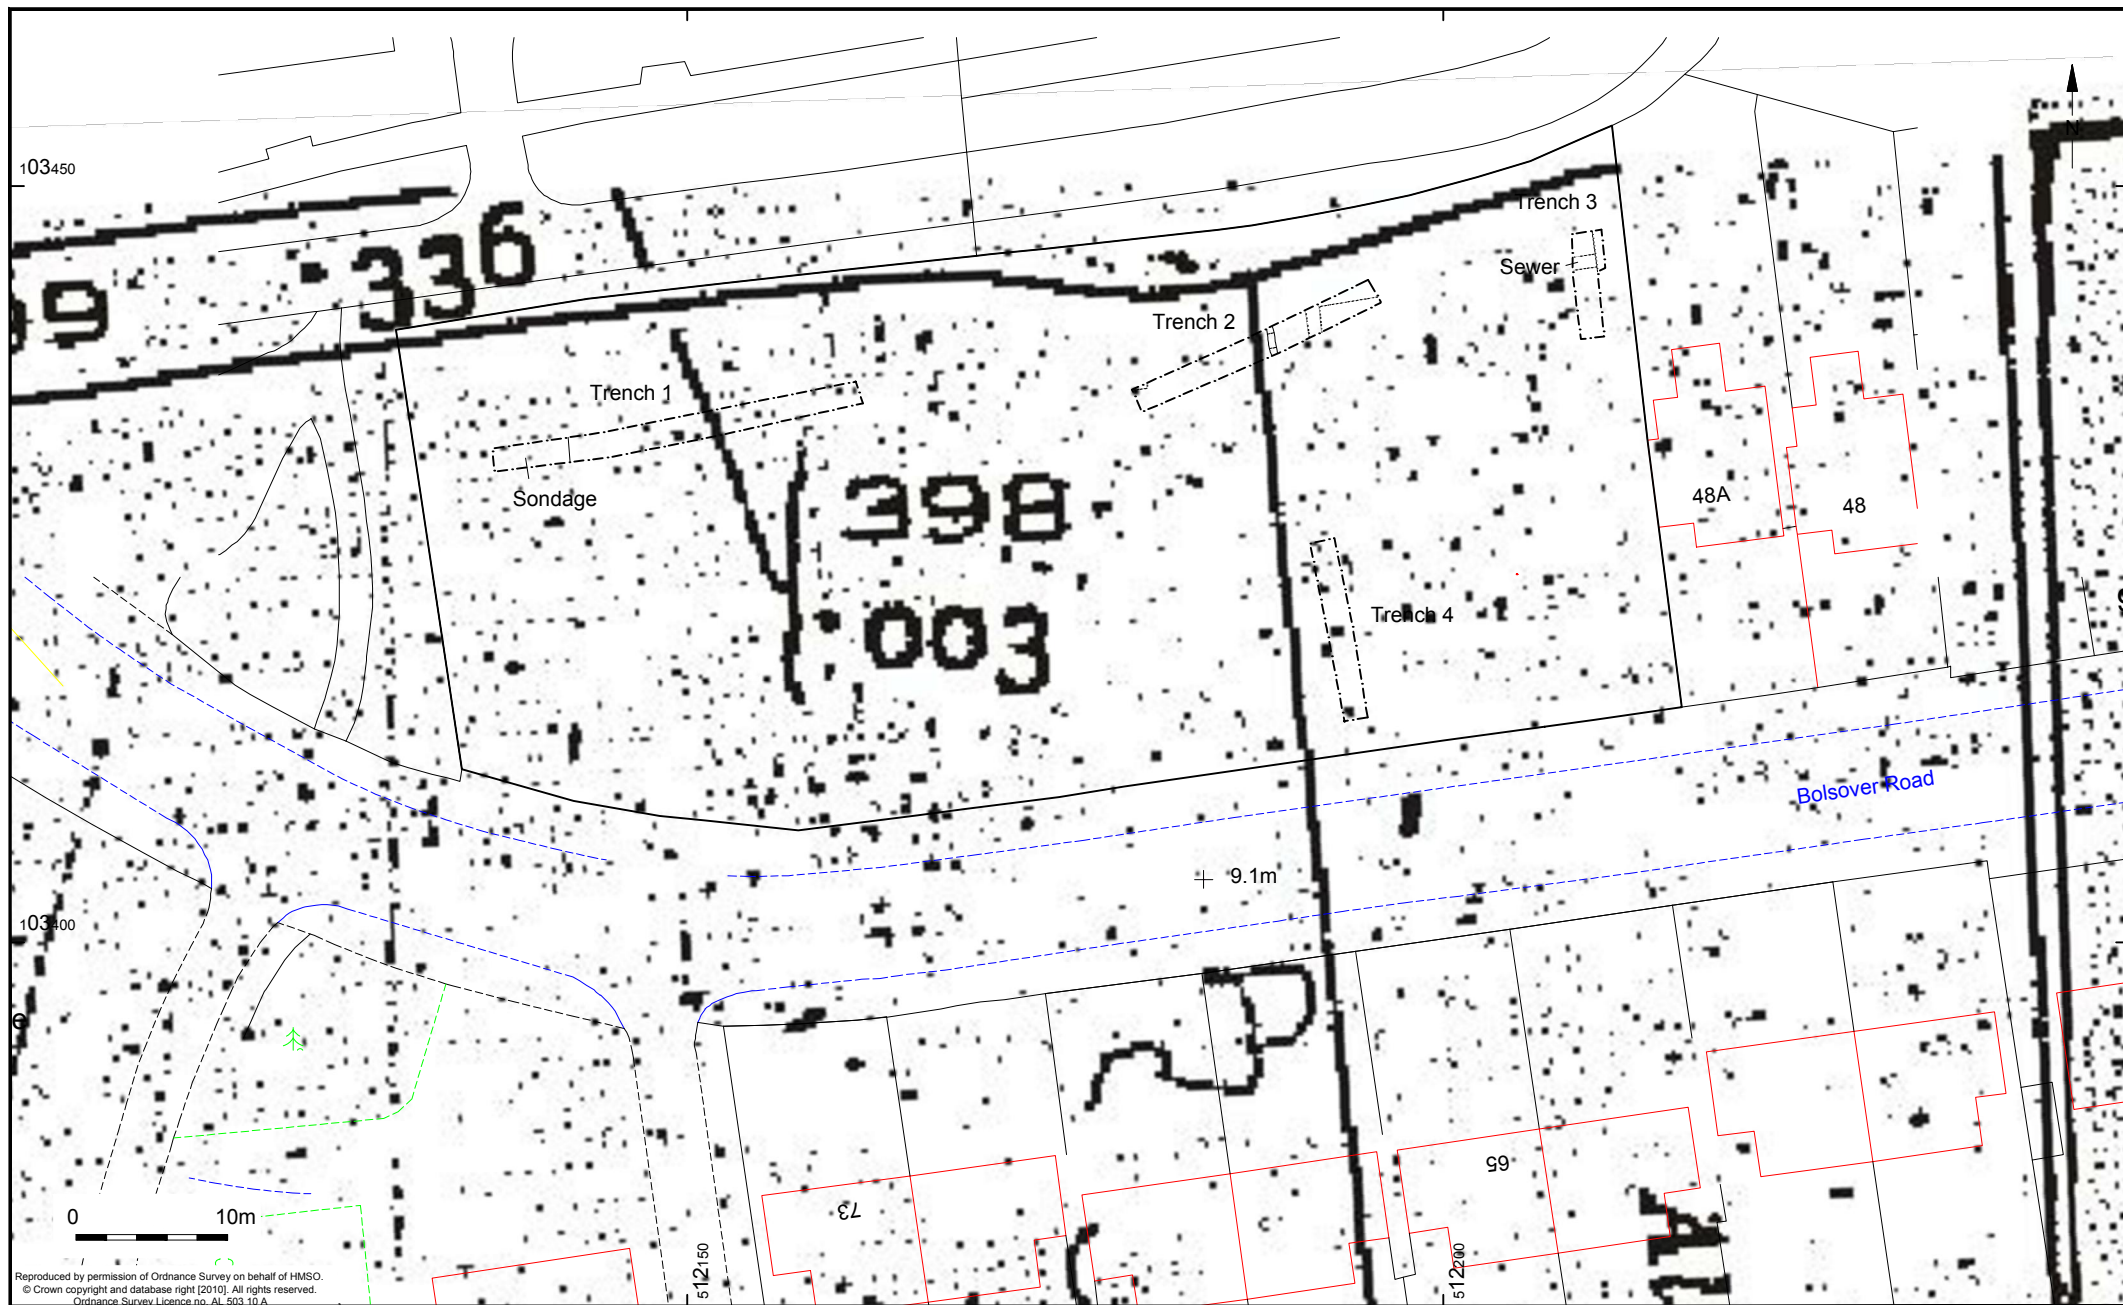 N
103450
Trench 3
336
69
Sewer
Trench 2
Trench 1
48A
48
Sondage
398
003
Trench 4
Bolsover Road
9.1m
103400
e
65
73
0 10m
512150
512200
Reproduced by permission of Ordnance Survey on behalf of HMSO.
© Crown copyright and database right [2010]. All rights reserved.
Ordnance Survey Licence no. AL 503 10 A